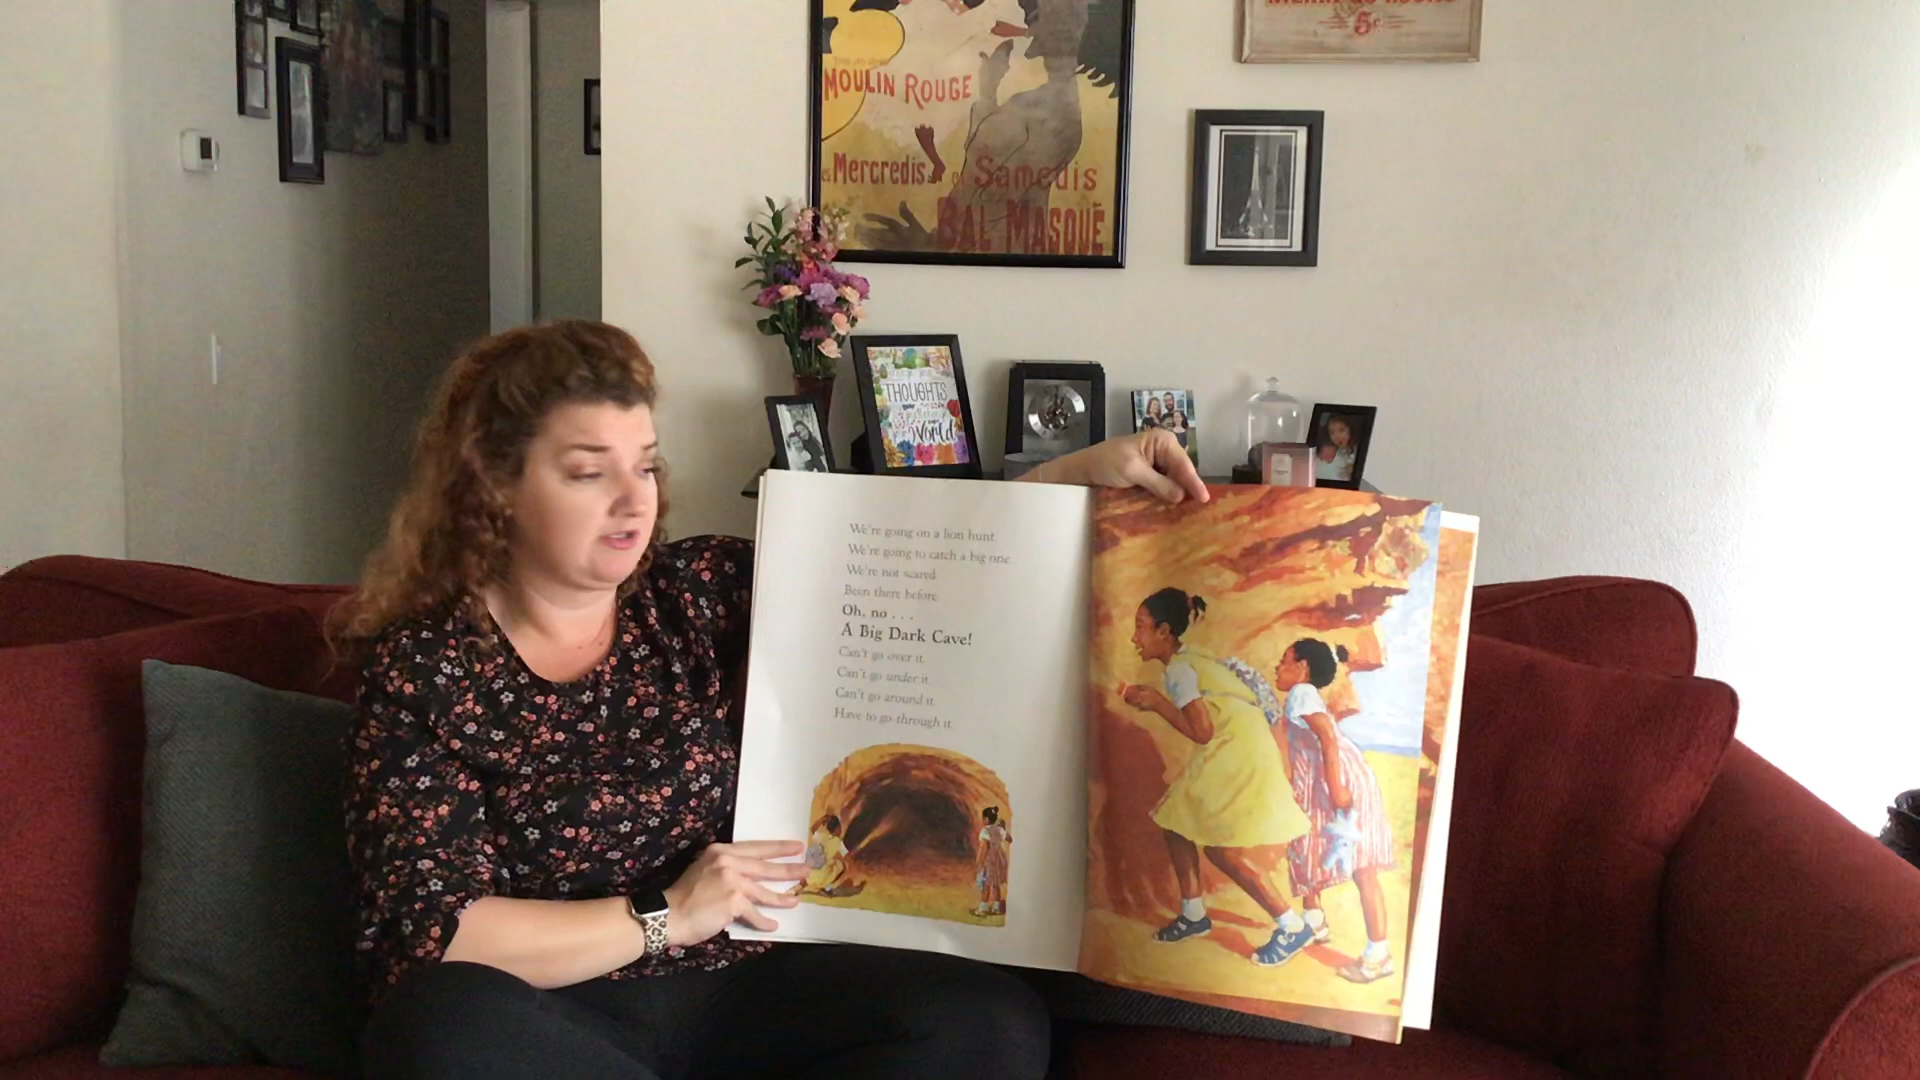 5¢
MOULIN ROUGE
Mercredis et Samedis
BAL MASQUÉ
THOUGHTS
World
We're going on a lion hunt.
We're going to catch a big one.
We're not scared.
Been there before.
Oh, no . . .
A Big Dark Cave!
Can't go over it.
Can't go under it.
Can't go around it.
Have to go through it.